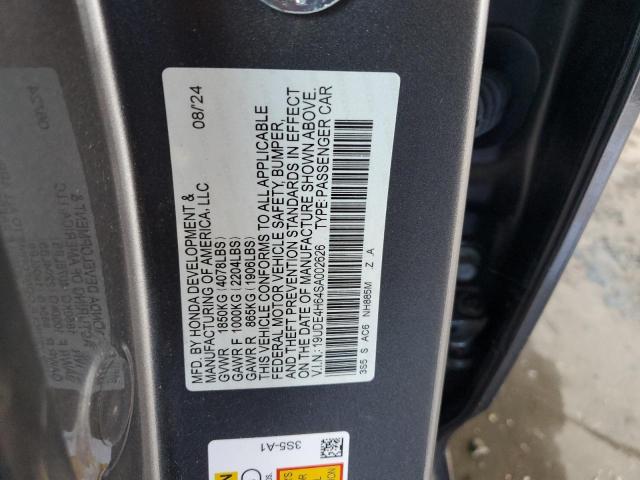 MFD. BY HONDA DEVELOPMENT & 08/'24
MANUFACTURING OF AMERICA, LLC
GVWR 1850KG(4078LBS)
GAWR F 1000KG(2204LBS)
GAWR R 865KG(1906LBS)
THIS VEHICLE CONFORMS TO ALL APPLICABLE
FEDERAL MOTOR VEHICLE SAFETY, BUMPER,
AND THEFT PREVENTION STANDARDS IN EFFECT
ON THE DATE OF MANUFACTURE SHOWN ABOVE.
V.I.N.: 19UDE4H64SA002626 TYPE:PASSENGER CAR
3S5 S AC6 NH885M Z A
3S5-A1